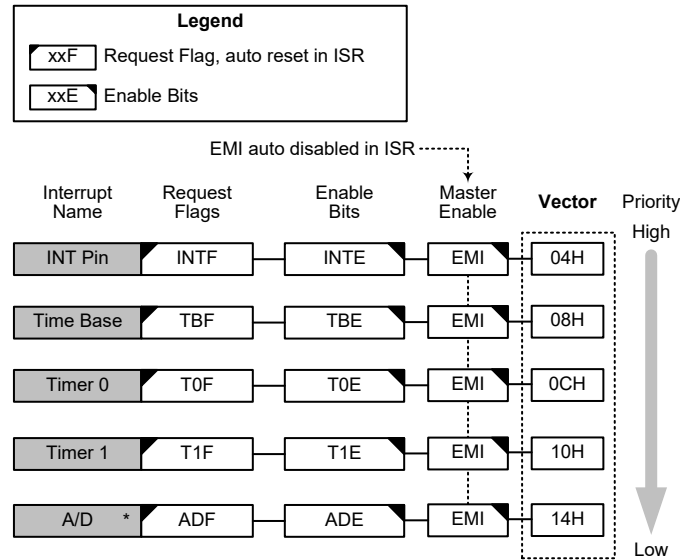 Legend
xxF Request Flag, auto reset in ISR
xxE Enable Bits
EMI auto disabled in ISR
Interrupt Name Request Flags Enable Bits Master Enable Vector Priority
High
INT Pin INTF INTE EMI 04H
Time Base TBF TBE EMI 08H
Timer 0 T0F T0E EMI 0CH
Timer 1 T1F T1E EMI 10H
A/D * ADF ADE EMI 14H
Low